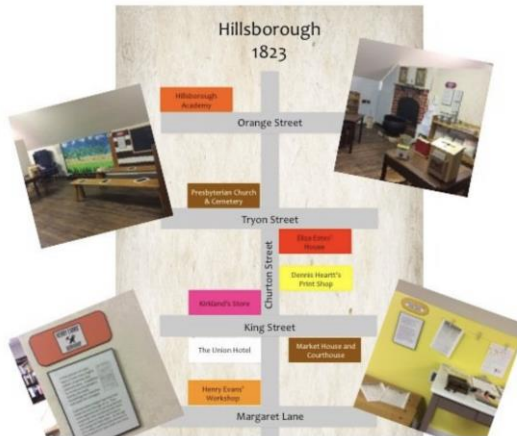 Hillsborough
1823
Hillsborough
Academy
Orange Street
Presbyterian Church
& Cemetery
Tryon Street
Churton Street
Eliza Estes'
House
Dennis Heartt's
Print Shop
Kirkland's Store
King Street
The Union Hotel
Market House and
Courthouse
Henry Evans'
Workshop
Margaret Lane